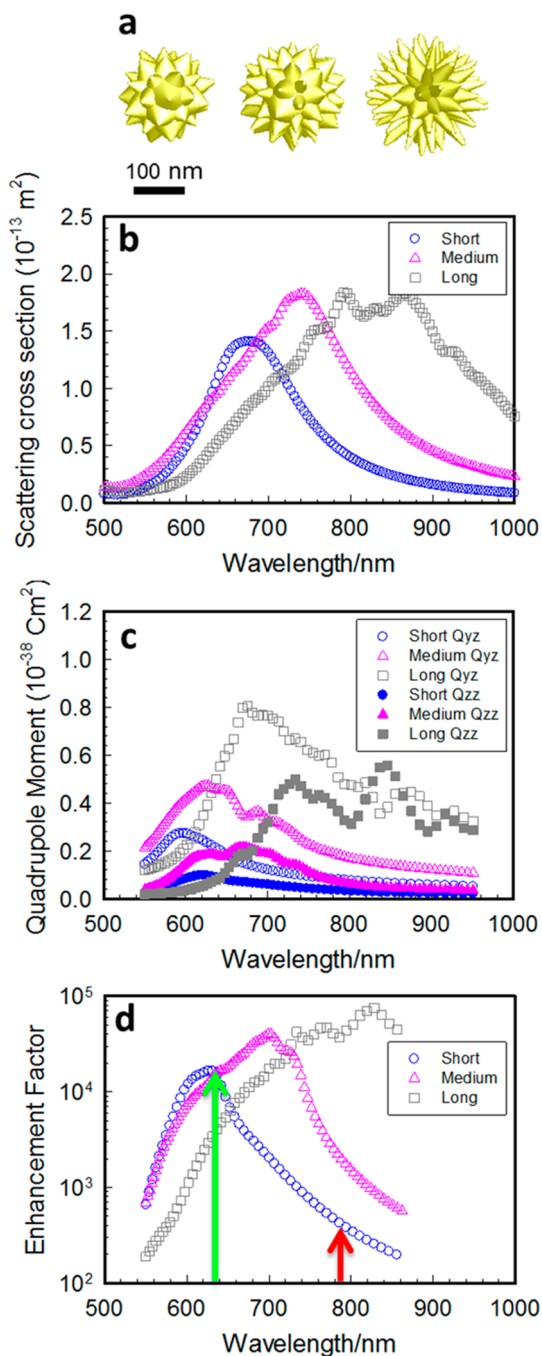 a
100 nm
b
Short
Medium
Long
Scattering cross section (10⁻¹³ m²)
2.5
2.0
1.5
1.0
0.5
0.0
500 600 700 800 900 1000
Wavelength/nm
c
Short Qyz
Medium Qyz
Long Qyz
Short Qzz
Medium Qzz
Long Qzz
Quadrupole Moment (10⁻³⁸ Cm²)
1.2
1.0
0.8
0.6
0.4
0.2
0.0
500 600 700 800 900 1000
Wavelength/nm
d
Short
Medium
Long
Enhancement Factor
10⁵
10⁴
10³
10²
500 600 700 800 900 1000
Wavelength/nm